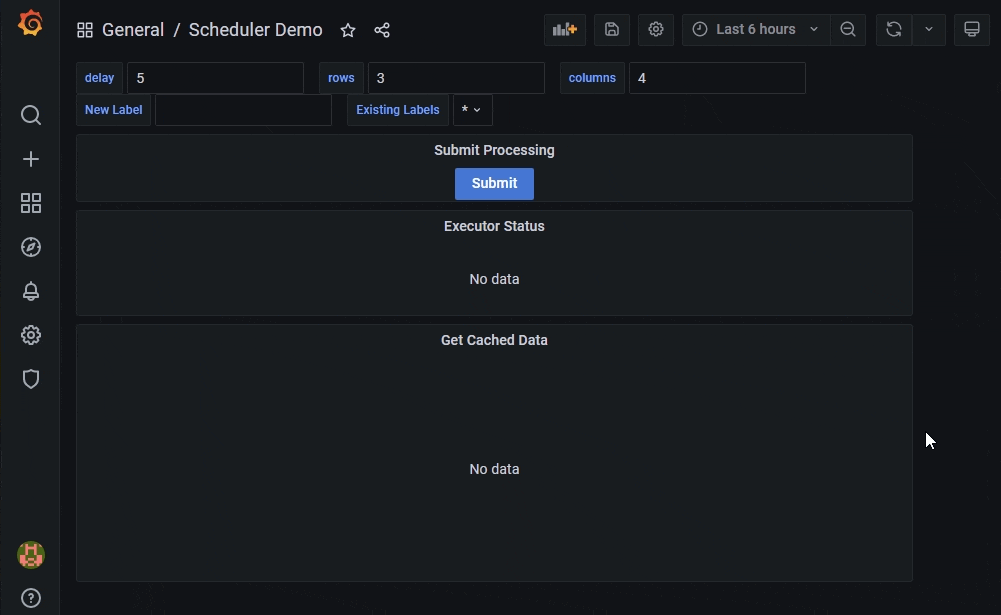 General / Scheduler Demo
Last 6 hours
delay 5 rows 3 columns 4
New Label Existing Labels *
Submit Processing
Submit
Executor Status
No data
Get Cached Data
No data